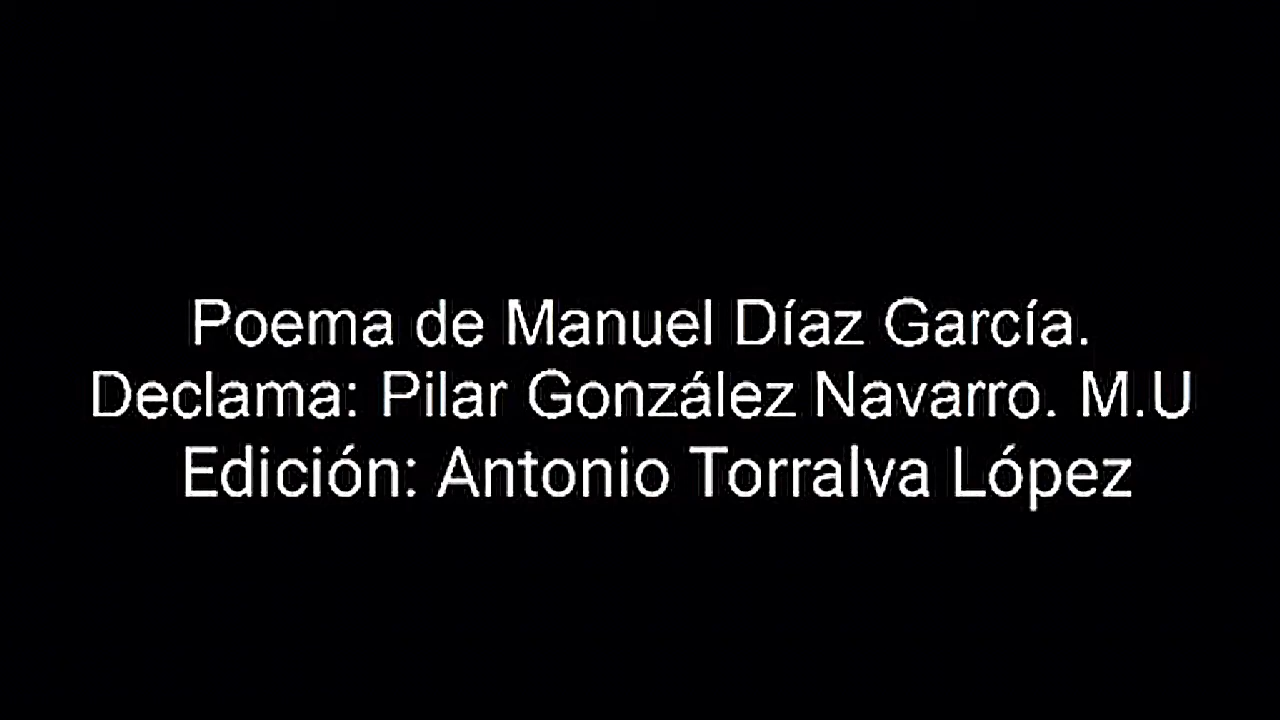 Poema de Manuel Díaz García.
Declama: Pilar González Navarro. M.U
Edición: Antonio Torralva López